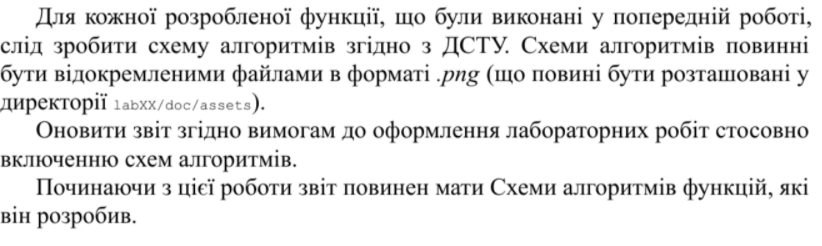 Для кожної розробленої функції, що були виконані у попередній роботі,
слід зробити схему алгоритмів згідно з ДСТУ. Схеми алгоритмів повинні
бути відокремленими файлами в форматі .png (що повині бути розташовані у
директорії labXX/doc/assets).
Оновити звіт згідно вимогам до оформлення лабораторних робіт стосовно
включенню схем алгоритмів.
Починаючи з цієї роботи звіт повинен мати Схеми алгоритмів функцій, які
він розробив.